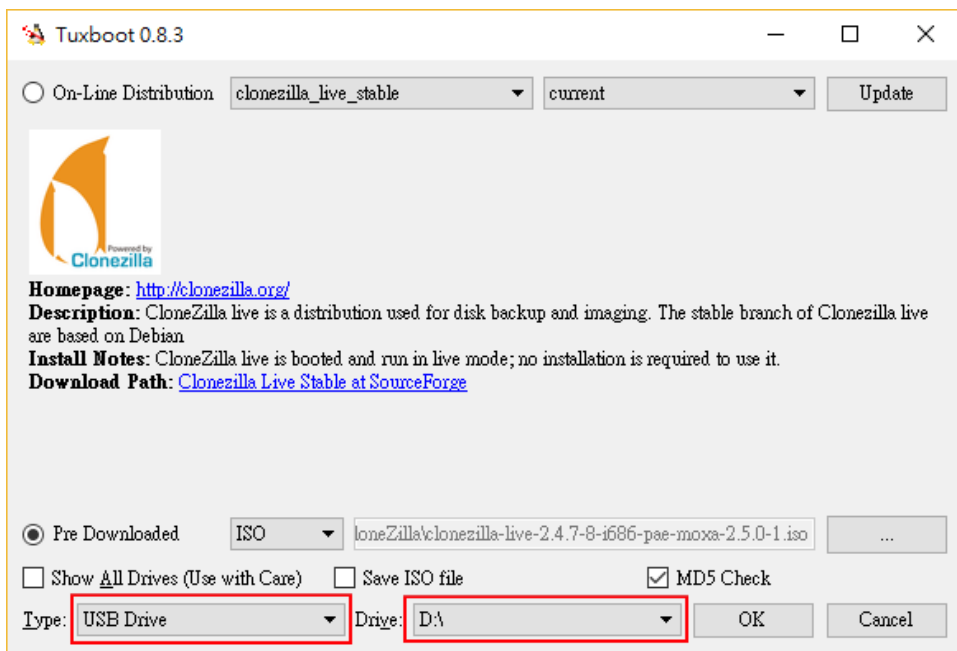 Tuxboot 0.8.3
On-Line Distribution clonezilla_live_stable current Update
Powered by
Clonezilla
Homepage: http://clonezilla.org/
Description: CloneZilla live is a distribution used for disk backup and imaging. The stable branch of Clonezilla live
are based on Debian
Install Notes: CloneZilla live is booted and run in live mode; no installation is required to use it.
Download Path: Clonezilla Live Stable at SourceForge
Pre Downloaded ISO loneZilla\clonezilla-live-2.4.7-8-i686-pae-moxa-2.5.0-1.iso ...
Show All Drives (Use with Care) Save ISO file MD5 Check
Type: USB Drive Drive: D:\ OK Cancel